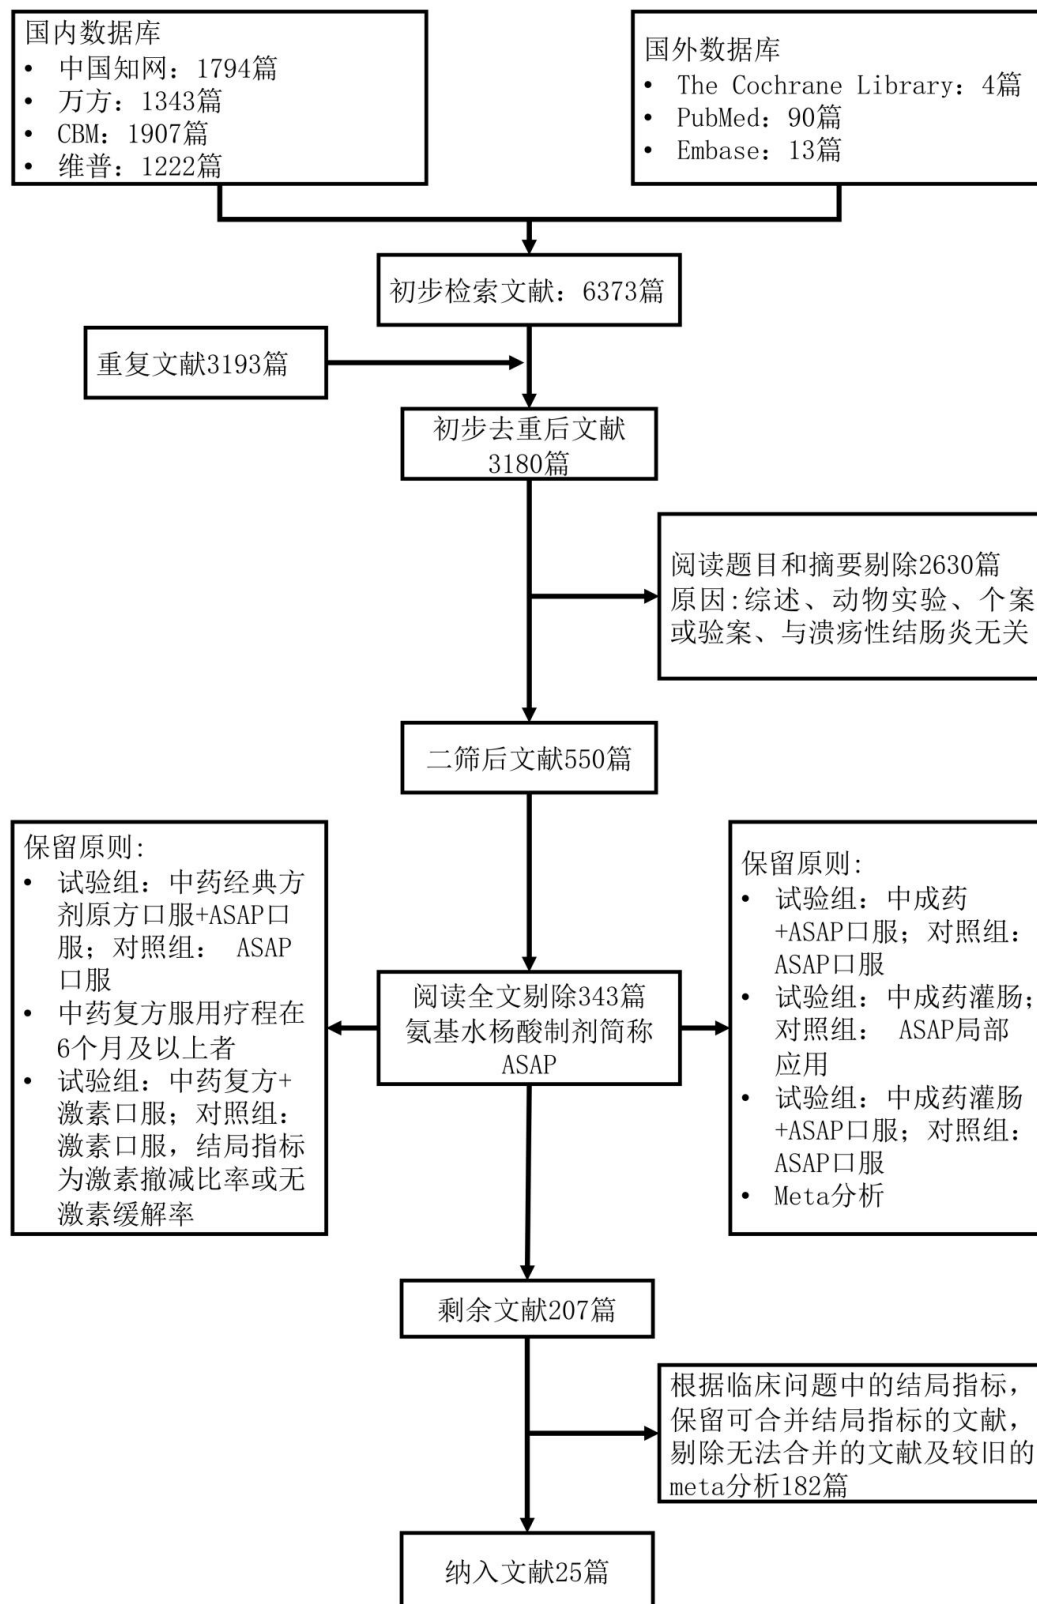 国内数据库
• 中国知网：1794篇
• 万方：1343篇
• CBM：1907篇
• 维普：1222篇
国外数据库
• The Cochrane Library：4篇
• PubMed：90篇
• Embase：13篇
初步检索文献：6373篇
重复文献3193篇
初步去重后文献
3180篇
阅读题目和摘要剔除2630篇
原因:综述、动物实验、个案
或验案、与溃疡性结肠炎无关
二筛后文献550篇
保留原则:
• 试验组：中药经典方
剂原方口服+ASAP口
服；对照组： ASAP
口服
• 中药复方服用疗程在
6个月及以上者
• 试验组：中药复方+
激素口服；对照组：
激素口服，结局指标
为激素撤减比率或无
激素缓解率
阅读全文剔除343篇
氨基水杨酸制剂简称
ASAP
保留原则:
• 试验组：中成药
+ASAP口服；对照组：
ASAP口服
• 试验组：中成药灌肠；
对照组： ASAP局部
应用
• 试验组：中成药灌肠
+ASAP口服；对照组：
ASAP口服
• Meta分析
剩余文献207篇
根据临床问题中的结局指标，
保留可合并结局指标的文献，
剔除无法合并的文献及较旧的
meta分析182篇
纳入文献25篇